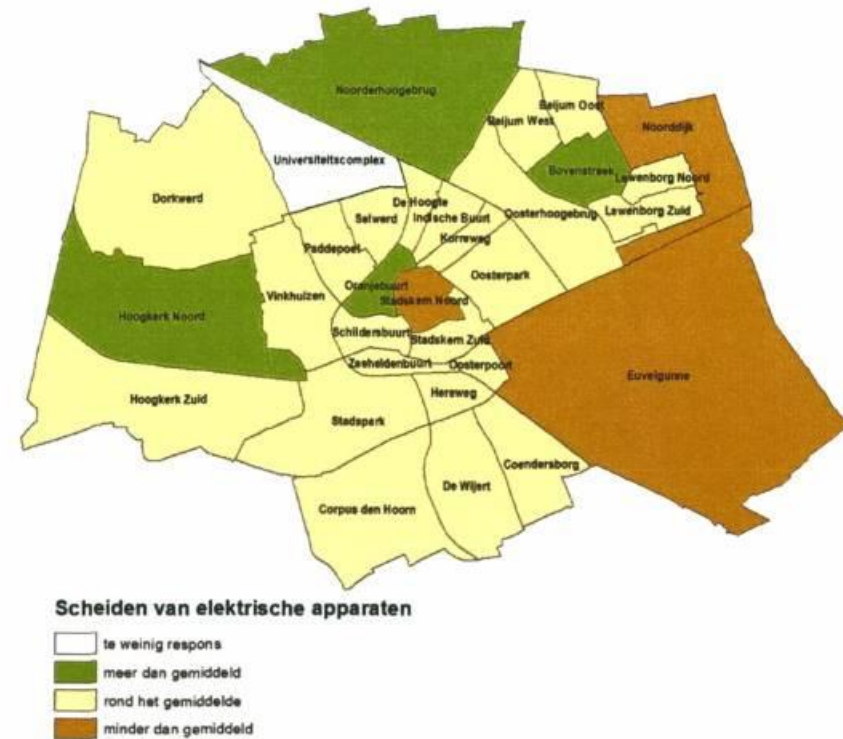 Noorderhoogebrug
Beijum Oost
Beijum West
Noorddijk
Universiteitscomplex
Bovenstreek
Lewenborg Noord
Dorkwerd
De Hoogte
Selwerd
Indische Buurt
Oosterhoogebrug
Lewenborg Zuid
Korreweg
Paddepoel
Oosterpark
Oranjebuurt
Vinkhuizen
Stadskern Noord
Hoogkerk Noord
Schildersbuurt
Stadskern Zuid
Zeeheldenbuurt
Oosterpoort
Euvelgunne
Hereweg
Hoogkerk Zuid
Stadspark
Coendersborg
De Wijert
Corpus den Hoorn
Scheiden van elektrische apparaten
te weinig respons
meer dan gemiddeld
rond het gemiddelde
minder dan gemiddeld